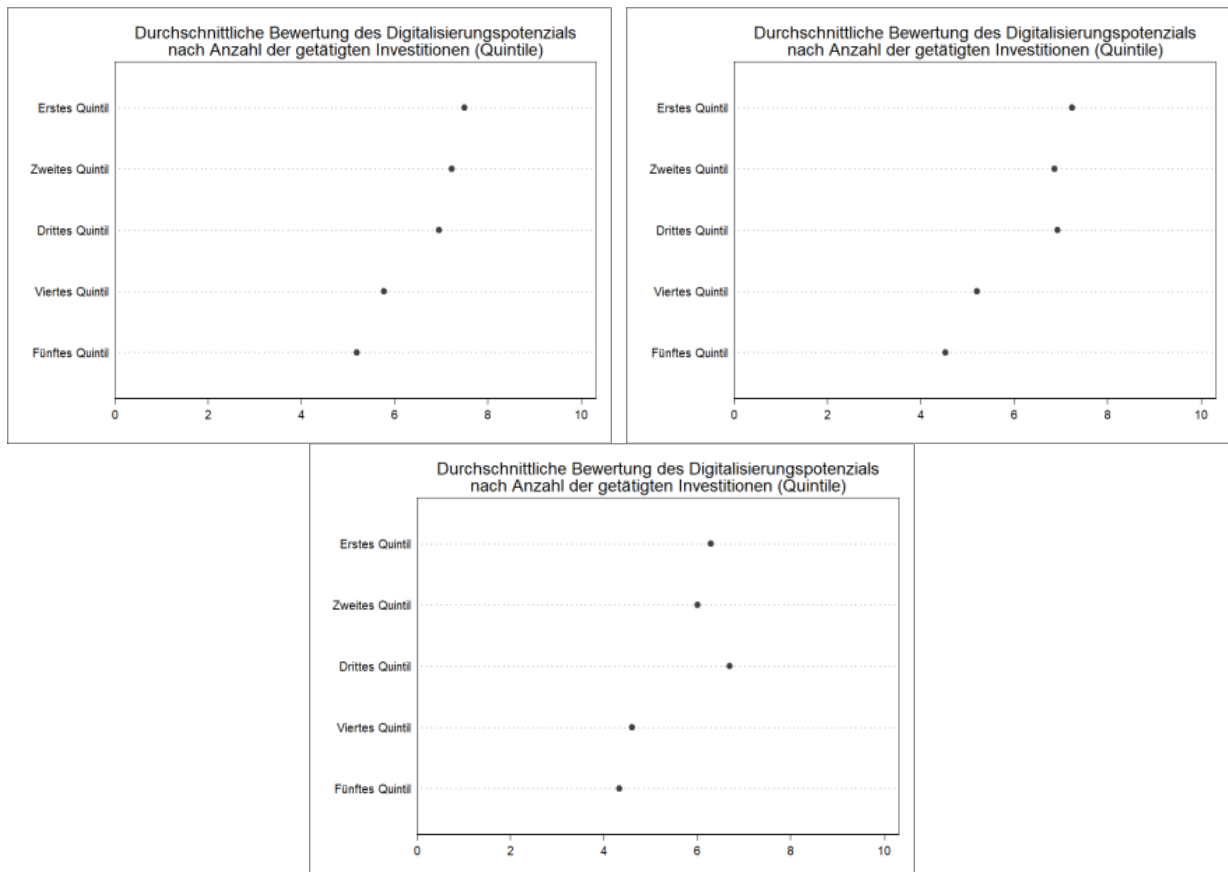 Durchschnittliche Bewertung des Digitalisierungspotenzials
nach Anzahl der getätigten Investitionen (Quintile)
Erstes Quintil
Zweites Quintil
Drittes Quintil
Viertes Quintil
Fünftes Quintil
0 2 4 6 8 10
Durchschnittliche Bewertung des Digitalisierungspotenzials
nach Anzahl der getätigten Investitionen (Quintile)
Erstes Quintil
Zweites Quintil
Drittes Quintil
Viertes Quintil
Fünftes Quintil
0 2 4 6 8 10
Durchschnittliche Bewertung des Digitalisierungspotenzials
nach Anzahl der getätigten Investitionen (Quintile)
Erstes Quintil
Zweites Quintil
Drittes Quintil
Viertes Quintil
Fünftes Quintil
0 2 4 6 8 10